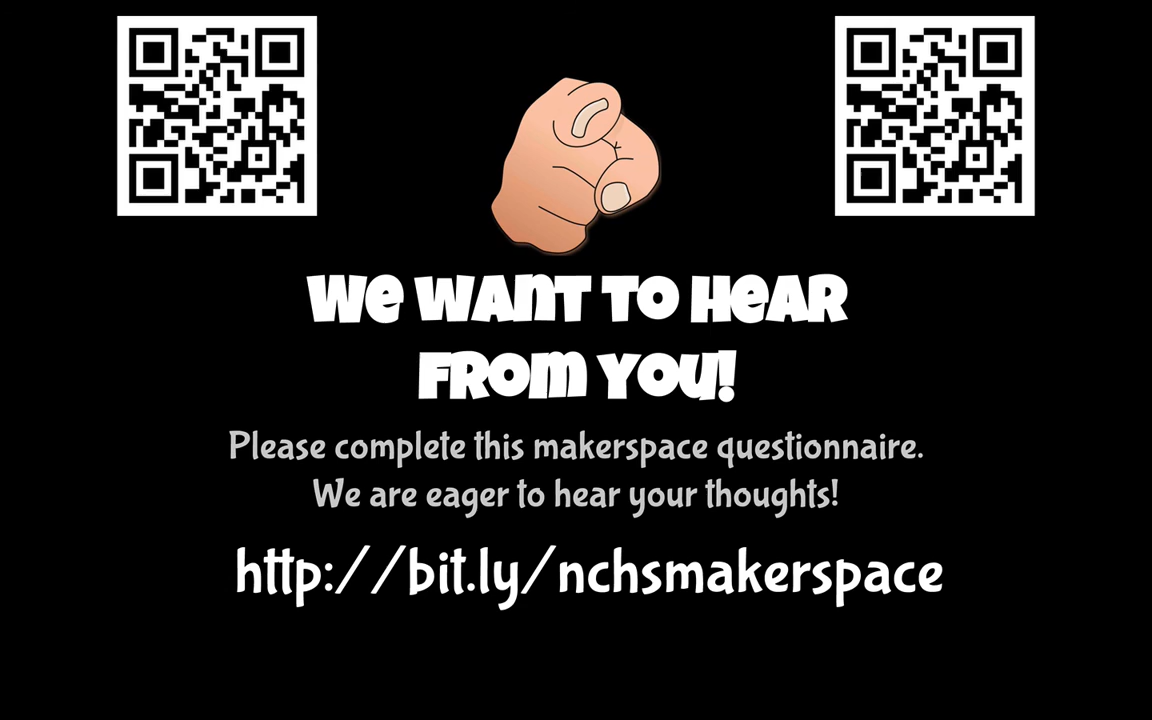 We want to hear
from you!
Please complete this makerspace questionnaire.
We are eager to hear your thoughts!
http://bit.ly/nchsmakerspace